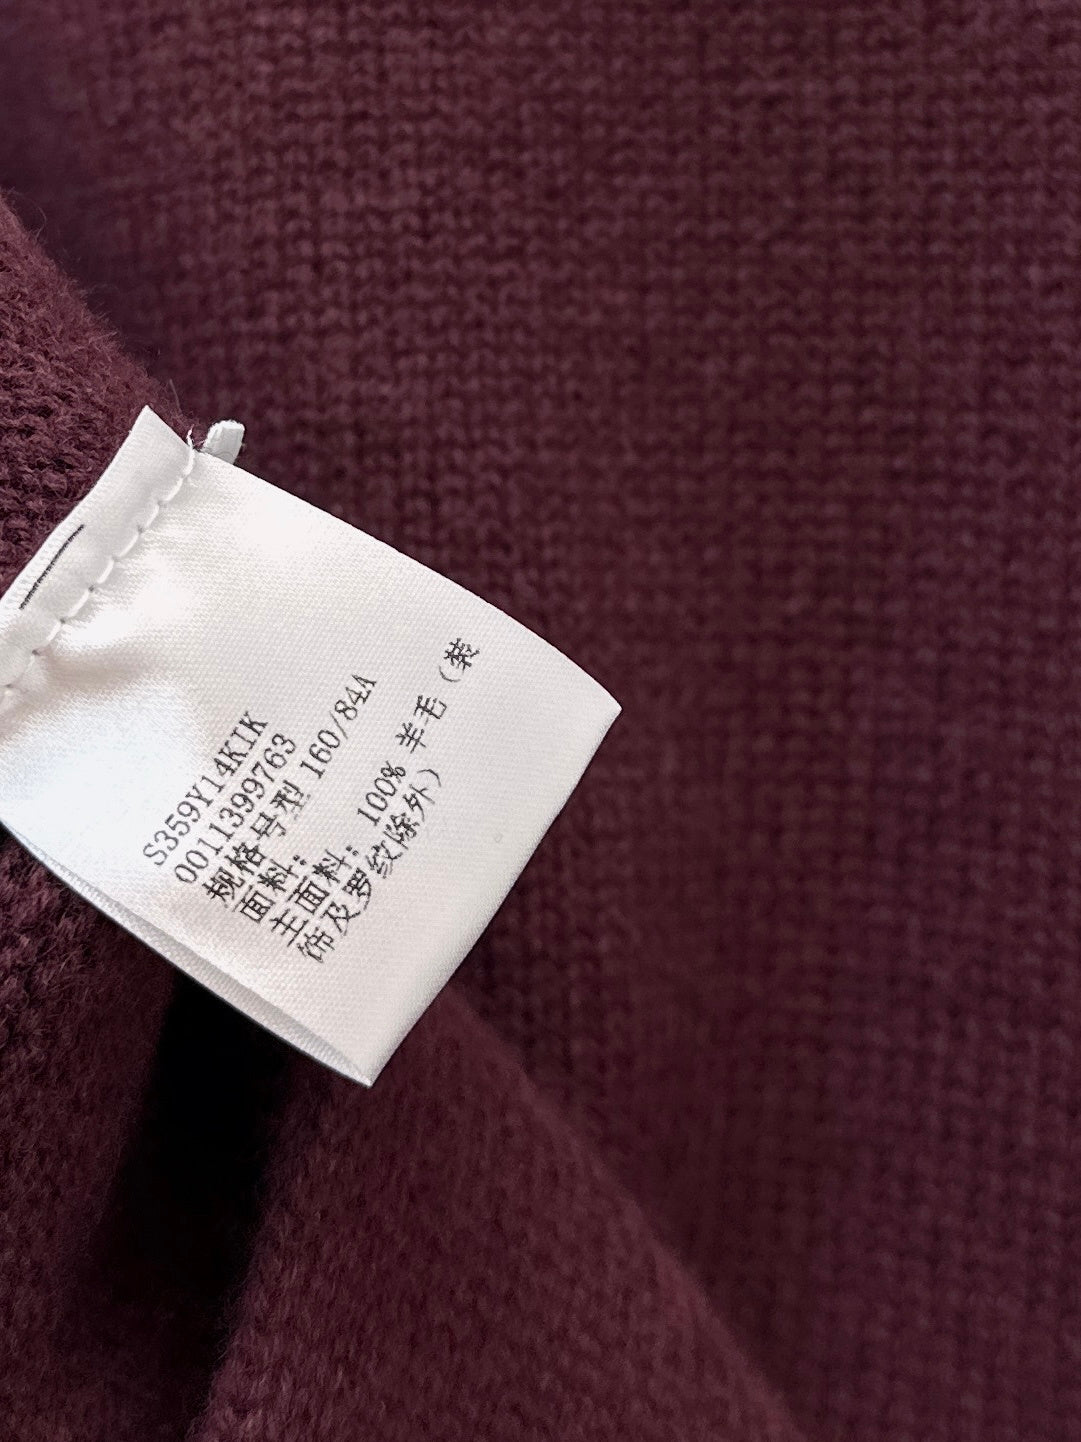 S359Y14KIK
0011399763
规格号型 160/84A
面料:
主面料: 100% 羊毛 (装
饰及罗纹除外)